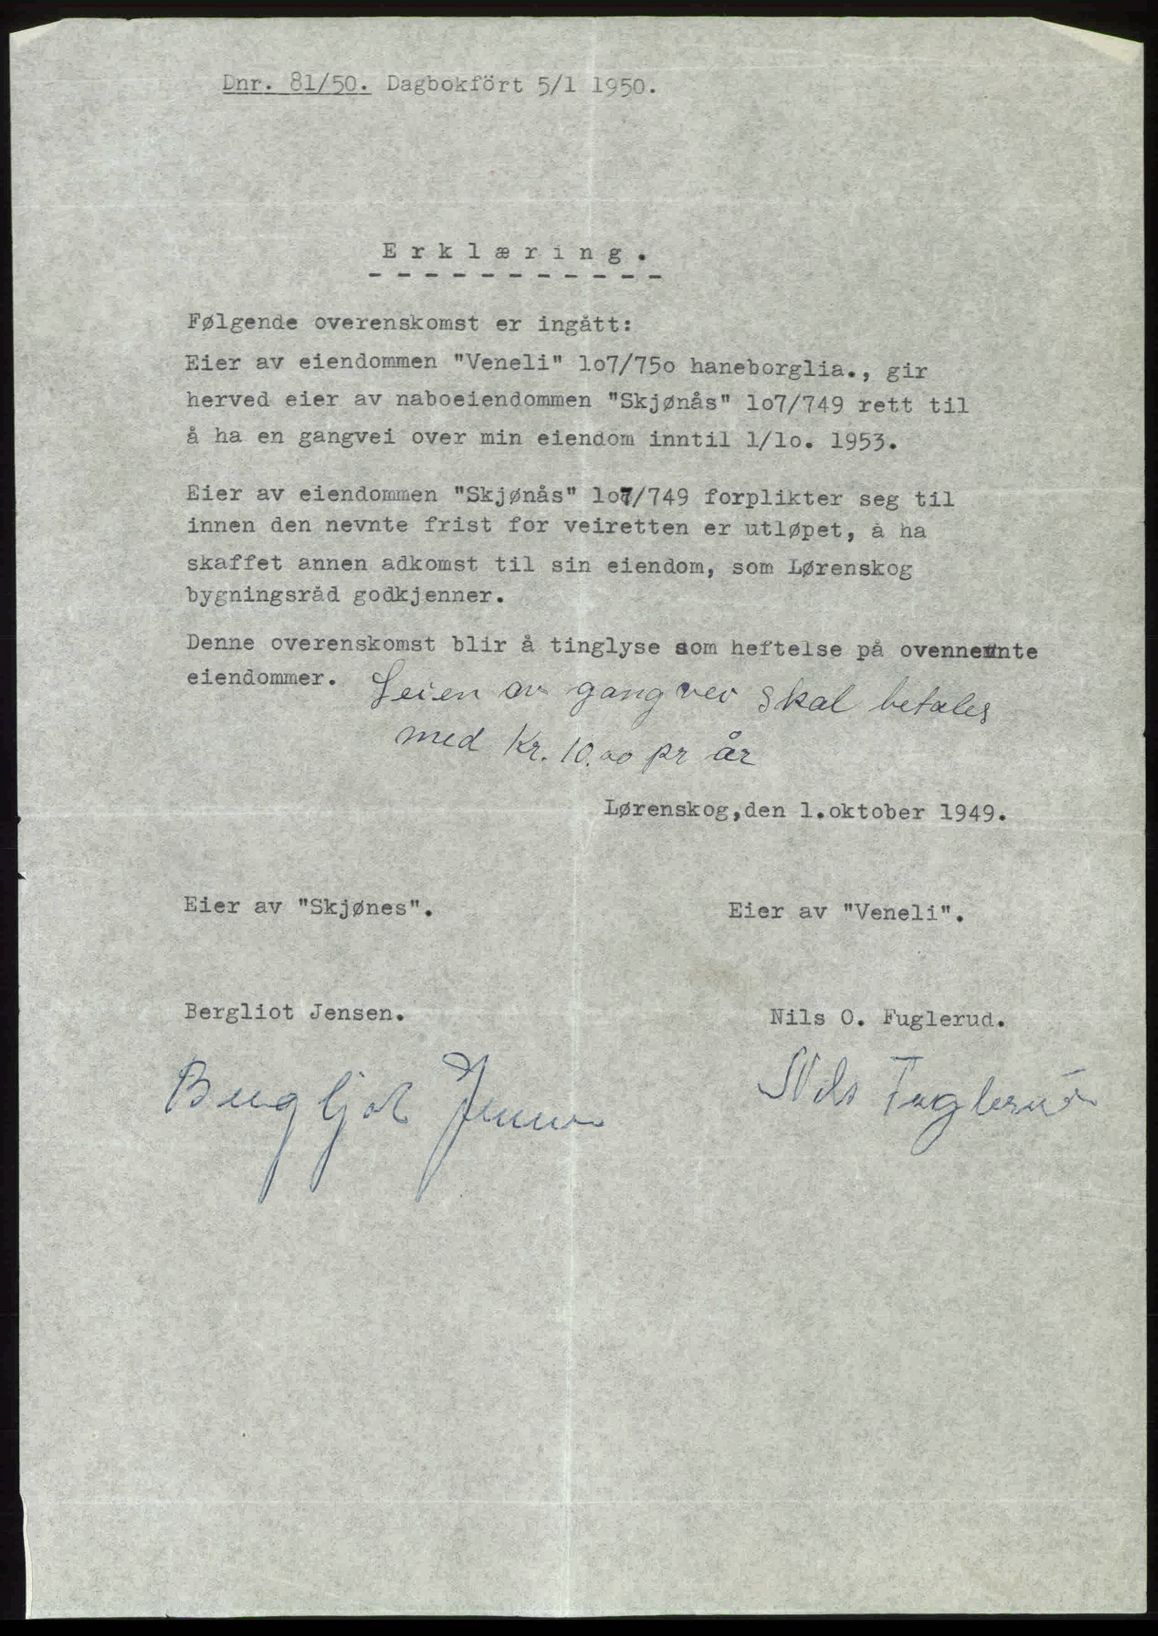 Dnr. 81/50. Dagbokfört 5/1 1950.
Erklæring.
Følgende overenskomst er ingått:
Eier av eiendommen "Veneli" lo7/75o haneborglia., gir
herved eier av naboeiendommen "Skjønås" lo7/749 rett til
å ha en gangvei over min eiendom inntil 1/lo. 1953.
Eier av eiendommen "Skjønås" lo7/749 forplikter seg til
innen den nevnte frist for veiretten er utløpet, å ha
skaffet annen adkomst til sin eiendom, som Lørenskog
bygningsråd godkjenner.
Denne overenskomst blir å tinglyse som heftelse på ovennevnte
eiendommer. Leien av gangvei skal betales
med Kr. 10.00 pr år
Lørenskog,den 1.oktober 1949.
Eier av "Skjønes".
Eier av "Veneli".
Bergliot Jensen.
Nils O. Fuglerud.
Bergljot Jensen
Nils Fuglerud